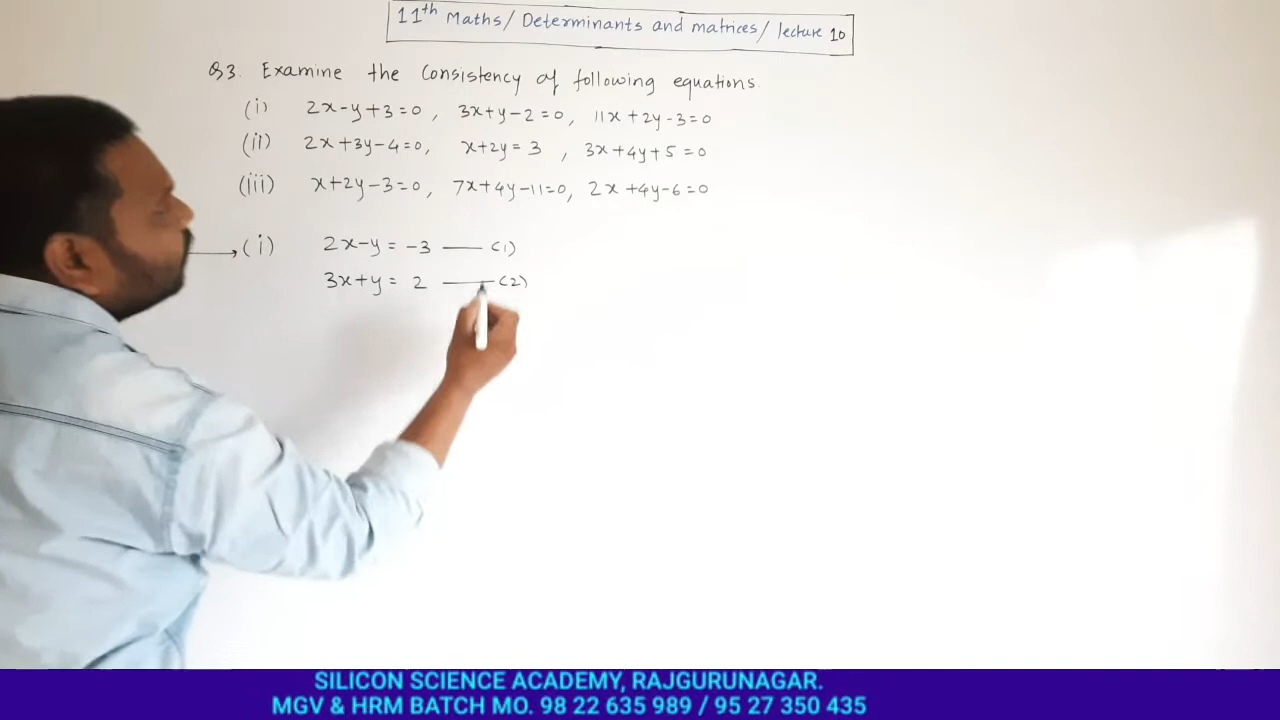 11th Maths/ Determinants and matrices/ lecture 10
Q3. Examine the Consistency of following equations.
(i) 2x-y+3=0, 3x+y-2=0, 11x+2y-3=0
(ii) 2x+3y-4=0, x+2y=3, 3x+4y+5=0
(iii) x+2y-3=0, 7x+4y-11=0, 2x+4y-6=0
→(i) 2x-y = -3 —— (1)
3x+y = 2 —— (2)
SILICON SCIENCE ACADEMY, RAJGURUNAGAR.
MGV & HRM BATCH MO. 98 22 635 989 / 95 27 350 435